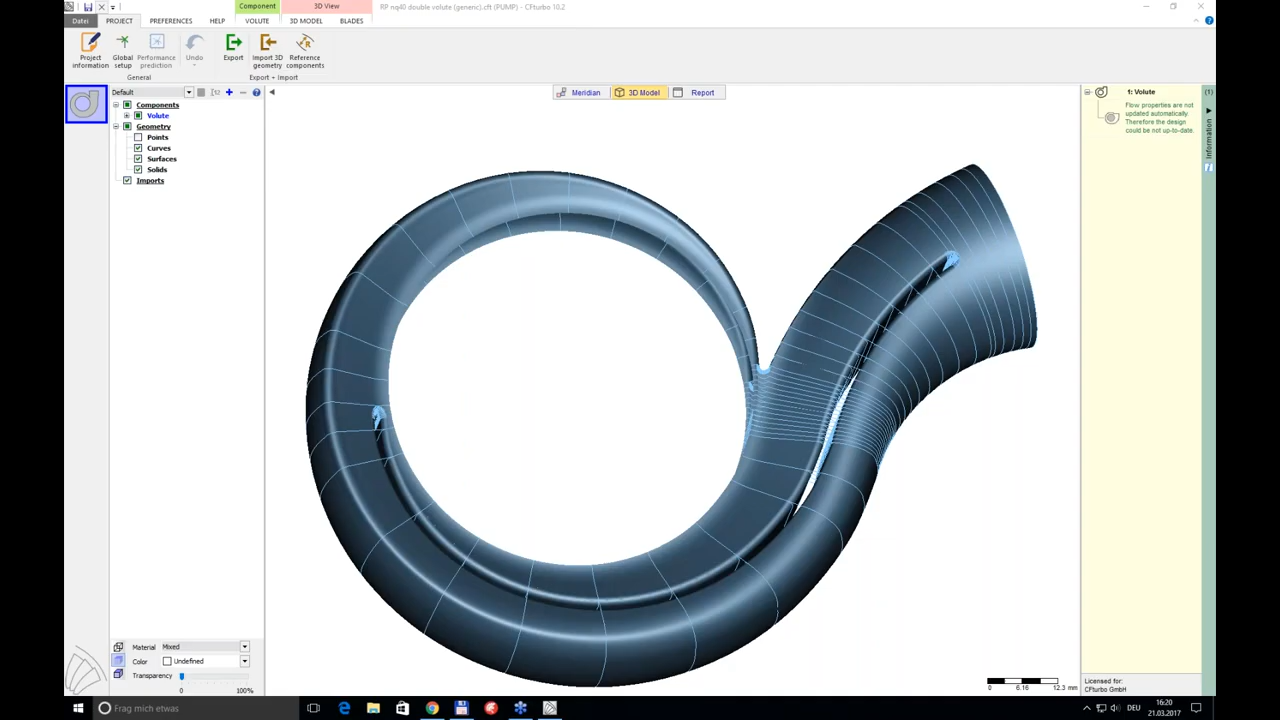 Component
3D View
RP nq40 double volute (generic).cft (PUMP) - CFturbo 10.2
Datei
PROJECT
PREFERENCES
HELP
VOLUTE
3D MODEL
BLADES
Project information
Global setup
Performance prediction
Undo
Export
Import 3D geometry
Reference components
General
Export + Import
Default
Meridian
3D Model
Report
Components
Volute
Geometry
Points
Curves
Surfaces
Solids
Imports
1: Volute
Flow properties are not
updated automatically.
Therefore the design
could be not up-to-date.
(1)
Information
Material
Mixed
Color
Undefined
Transparency
0
100%
0
6.16
12.3 mm
Licensed for:
CFturbo GmbH
Frag mich etwas
DEU
16:20
21.03.2017